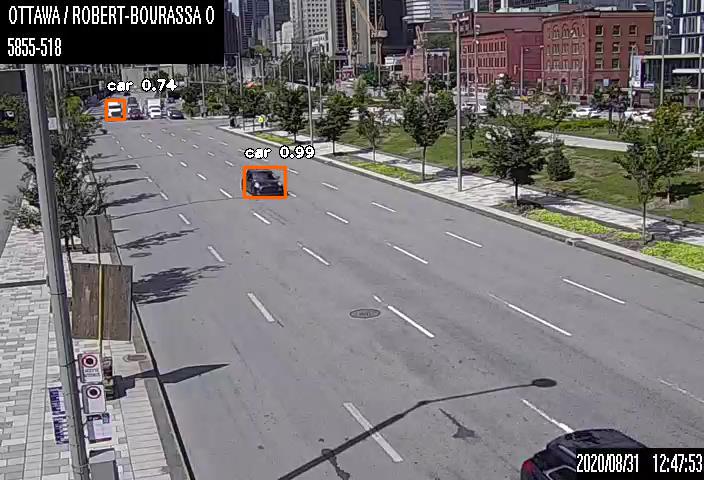 OTTAWA / ROBERT-BOURASSA O
5855-518
car 0.74
car 0.99
2020/08/31 12:47:53